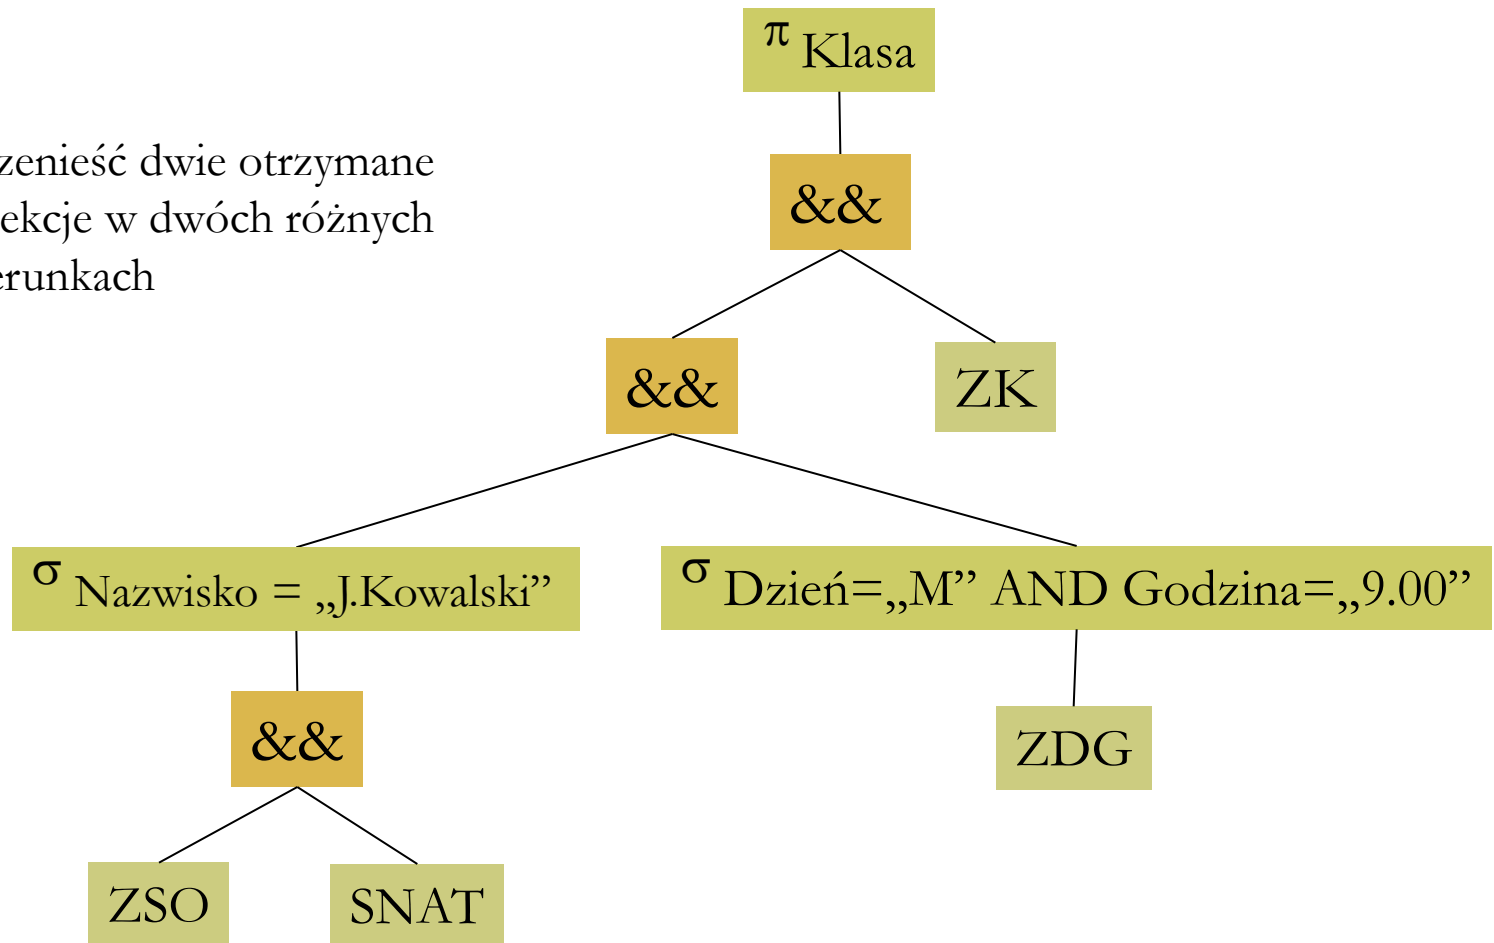 π Klasa
zenieść dwie otrzymane
ekcje w dwóch różnych
erunkach
&&
&&
ZK
σ Nazwisko = „J.Kowalski”
σ Dzień=„M” AND Godzina=„9.00”
&&
ZDG
ZSO
SNAT